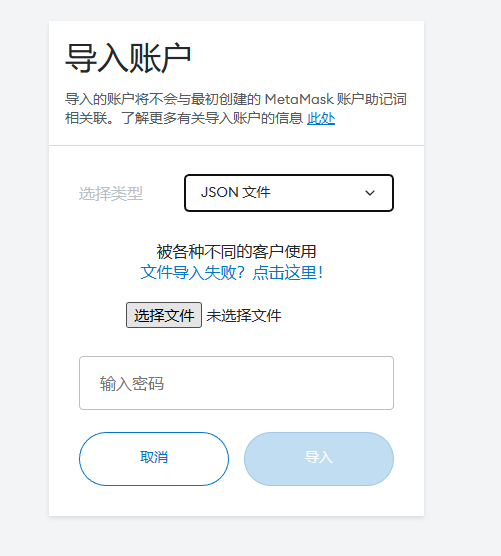 导入账户
导入的账户将不会与最初创建的 MetaMask 账户助记词
相关联。了解更多有关导入账户的信息 此处
选择类型
JSON 文件
被各种不同的客户使用
文件导入失败？点击这里！
选择文件 未选择文件
输入密码
取消
导入